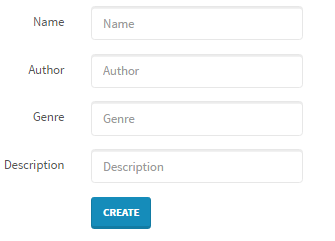 Name Name
Author Author
Genre Genre
Description Description
CREATE